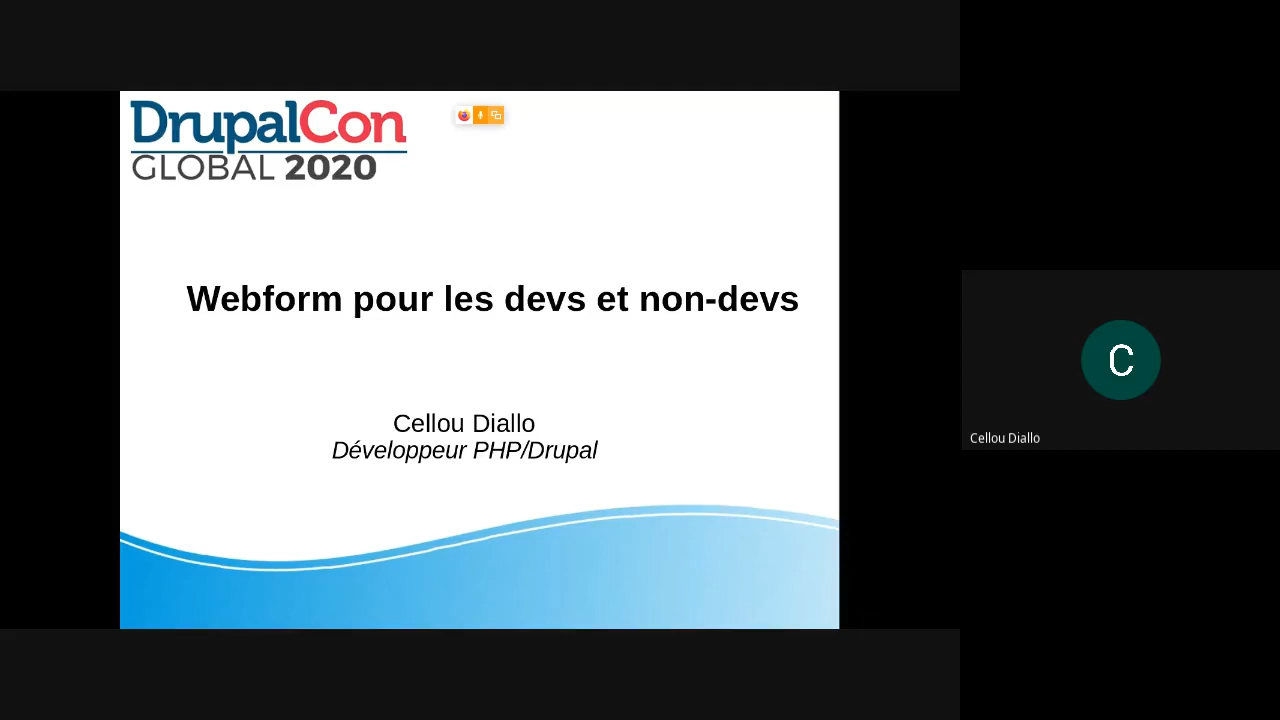 DrupalCon
GLOBAL 2020
Webform pour les devs et non-devs
Cellou Diallo
Développeur PHP/Drupal
C
Cellou Diallo